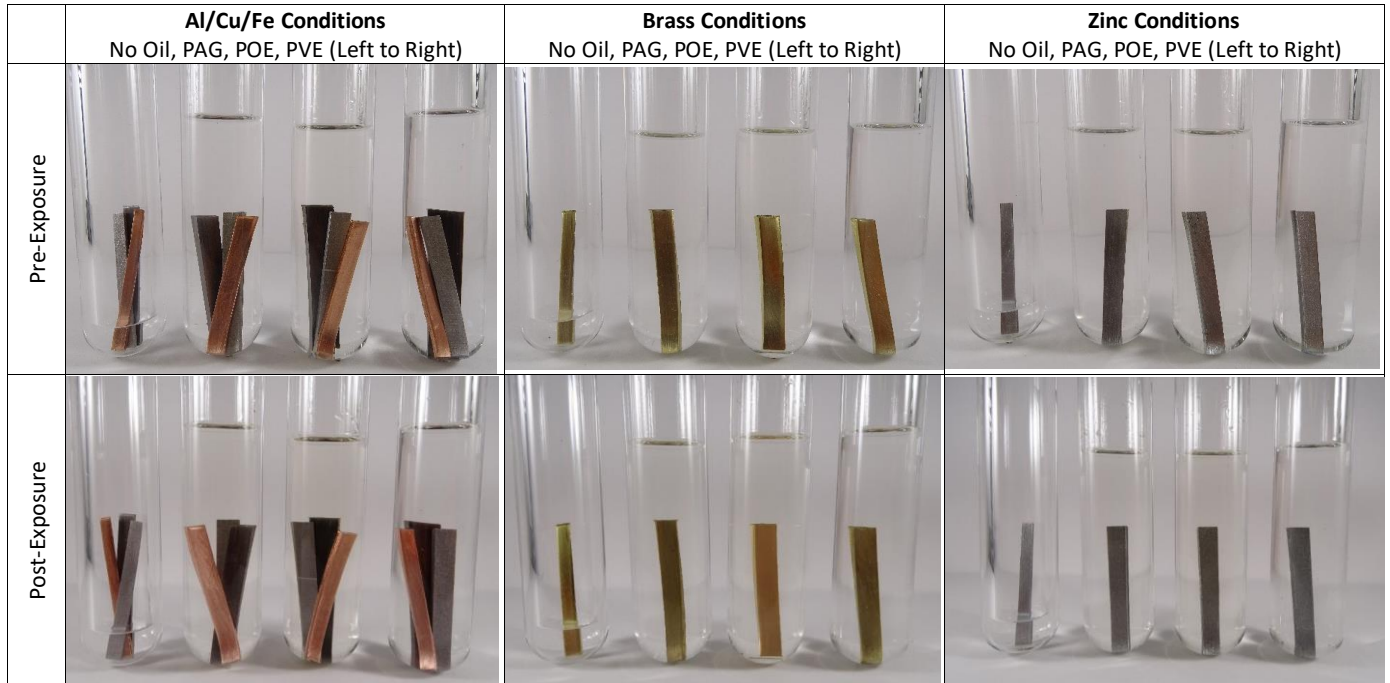 Al/Cu/Fe Conditions
No Oil, PAG, POE, PVE (Left to Right)
Brass Conditions
No Oil, PAG, POE, PVE (Left to Right)
Zinc Conditions
No Oil, PAG, POE, PVE (Left to Right)
Pre-Exposure
Post-Exposure